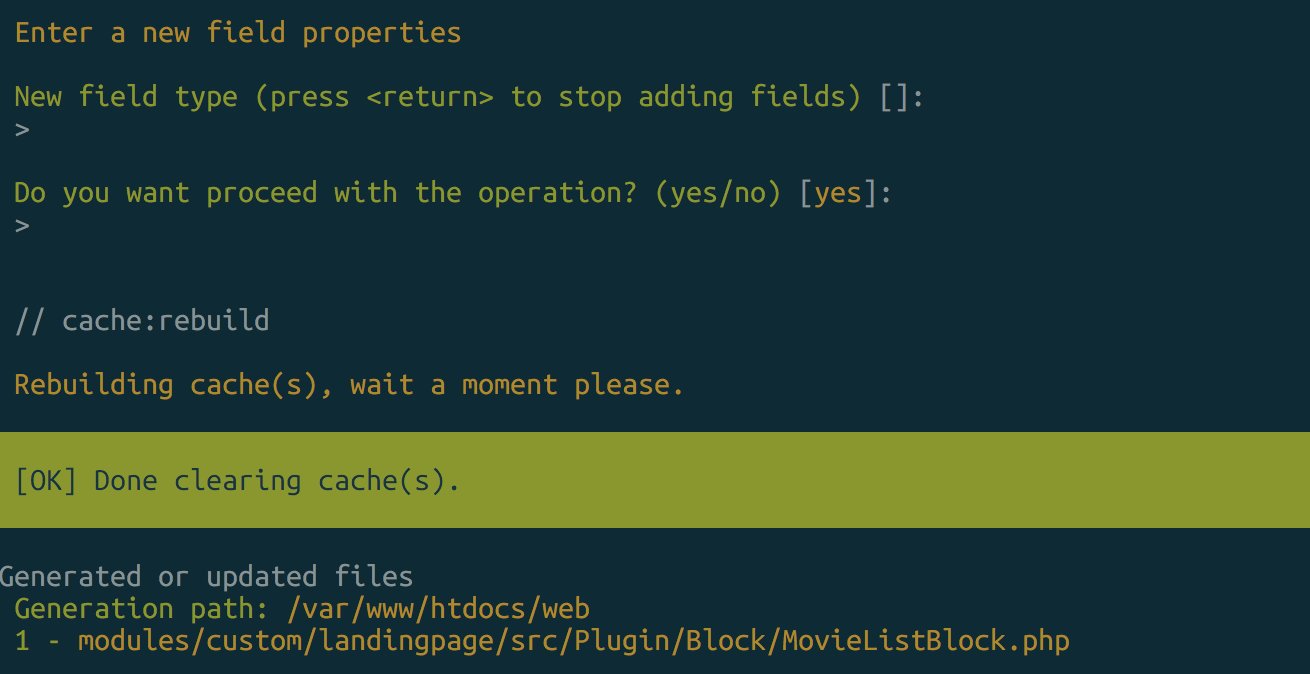 Enter a new field properties
New field type (press <return> to stop adding fields) []:
>
Do you want proceed with the operation? (yes/no) [yes]:
>
// cache:rebuild
Rebuilding cache(s), wait a moment please.
[OK] Done clearing cache(s).
Generated or updated files
Generation path: /var/www/htdocs/web
1 - modules/custom/landingpage/src/Plugin/Block/MovieListBlock.php